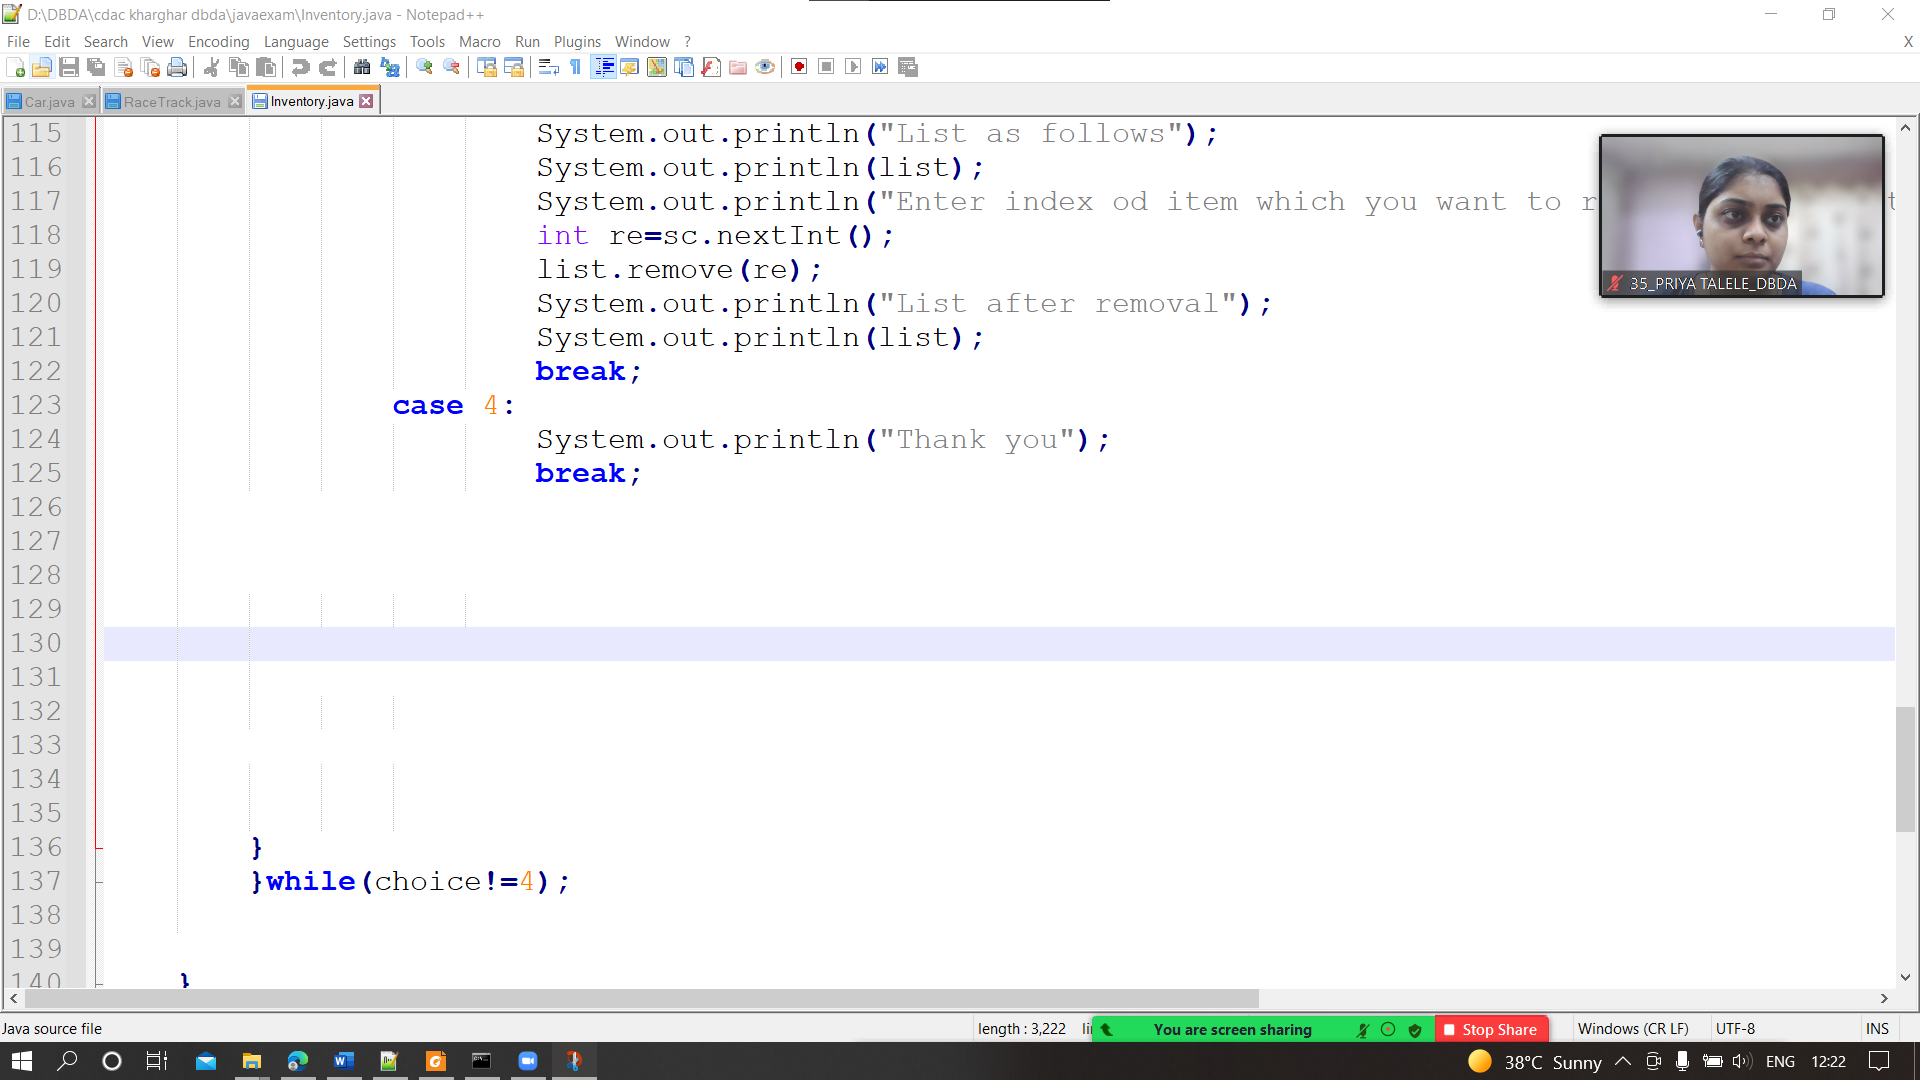 D:\DBDA\cdac kharghar dbda\javaexam\Inventory.java - Notepad++
File Edit Search View Encoding Language Settings Tools Macro Run Plugins Window ? X
Car.java RaceTrack.java Inventory.java
115 System.out.println("List as follows");
116 System.out.println(list);
117 System.out.println("Enter index od item which you want to r
118 int re=sc.nextInt();
119 list.remove(re);
120 System.out.println("List after removal");
121 System.out.println(list);
122 break;
123 case 4:
124 System.out.println("Thank you");
125 break;
126
127
128
129
130
131
132
133
134
135
136 }
137 }while(choice!=4);
138
139
140 }
35_PRIYA TALELE_DBDA
Java source file length : 3,222 You are screen sharing Stop Share Windows (CR LF) UTF-8 INS
38°C Sunny ENG 12:22